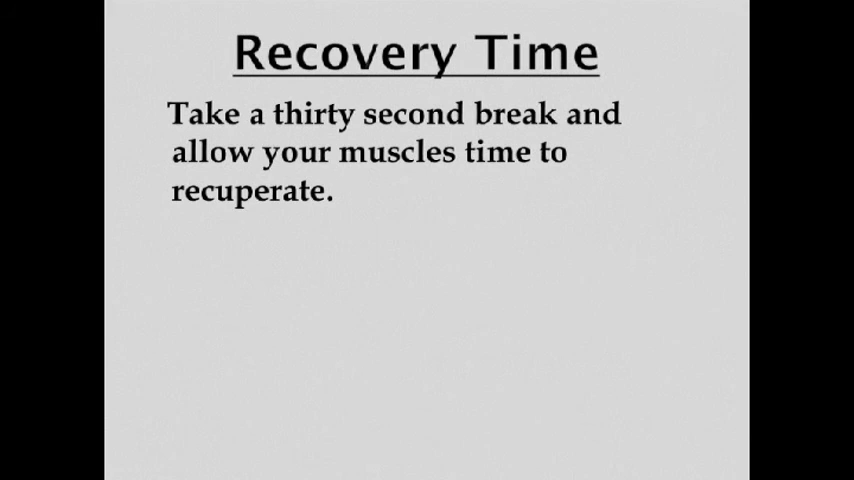 Recovery Time
Take a thirty second break and
allow your muscles time to
recuperate.